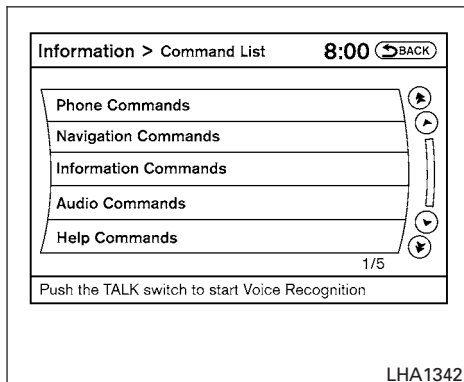 Information > Command List 8:00 BACK
Phone Commands
Navigation Commands
Information Commands
Audio Commands
Help Commands
1/5
Push the TALK switch to start Voice Recognition
LHA1342